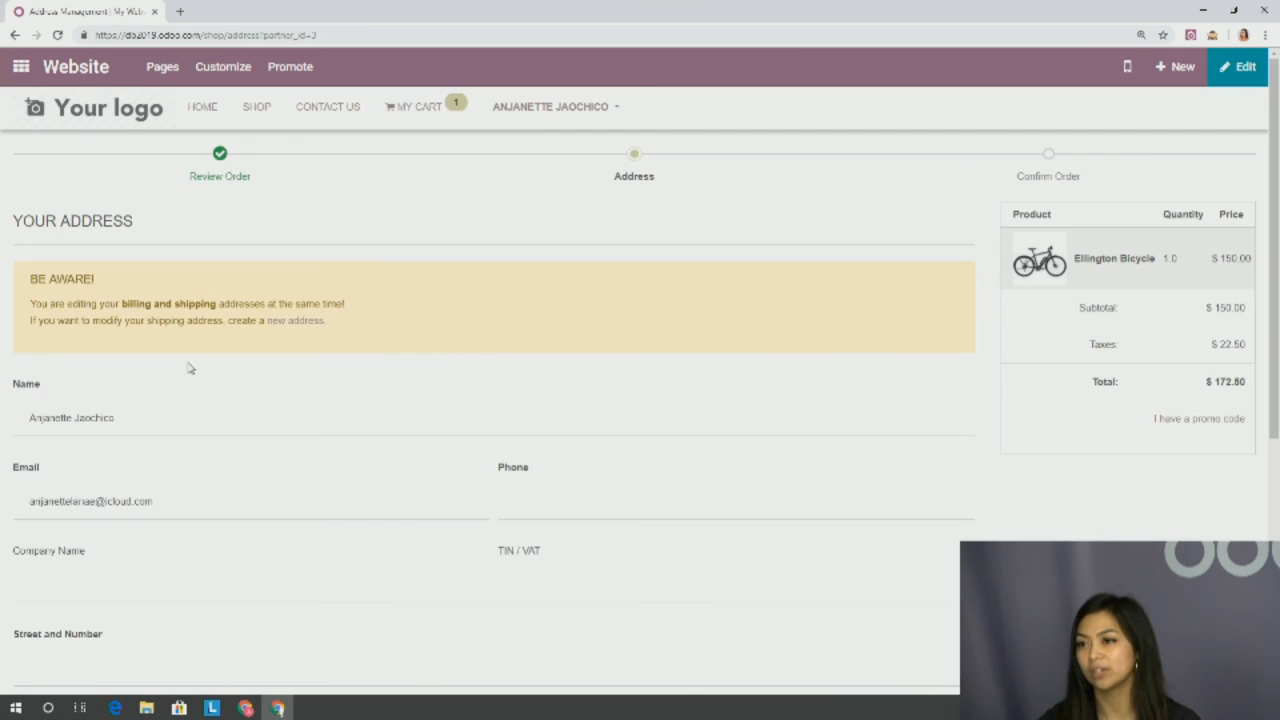 Address Management | My Web
https://db2019.odoo.com/shop/address?partner_id=3
Website Pages Customize Promote + New Edit
Your logo HOME SHOP CONTACT US MY CART 1 ANJANETTE JAOCHICO
Review Order Address Confirm Order
YOUR ADDRESS
BE AWARE!
You are editing your billing and shipping addresses at the same time!
If you want to modify your shipping address, create a new address.
Name
Anjanette Jaochico
Email Phone
anjanettelanae@icloud.com
Company Name TIN / VAT
Street and Number
Product Quantity Price
Ellington Bicycle 1.0 $ 150.00
Subtotal: $ 150.00
Taxes: $ 22.50
Total: $ 172.50
I have a promo code